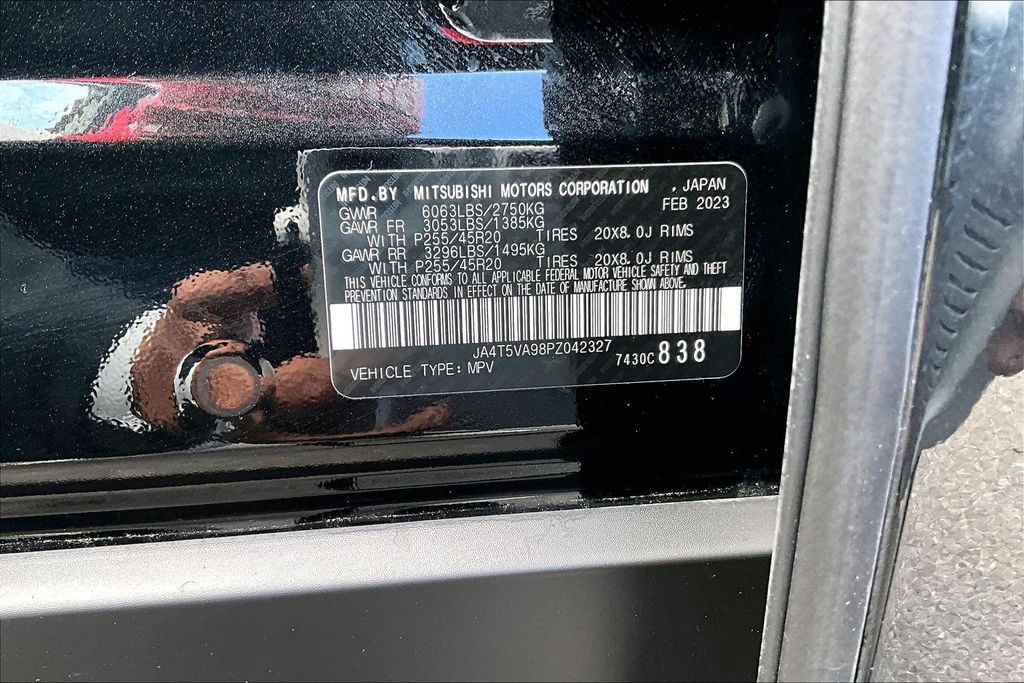 MFD.BY MITSUBISHI MOTORS CORPORATION . JAPAN
GVWR 6063LBS/2750KG FEB 2023
GAWR FR 3053LBS/1385KG
WITH P255/45R20 TIRES 20X8.0J RIMS
GAWR RR 3296LBS/1495KG
WITH P255/45R20 TIRES 20X8.0J RIMS
THIS VEHICLE CONFORMS TO ALL APPLICABLE FEDERAL MOTOR VEHICLE SAFETY AND THEFT
PREVENTION STANDARDS IN EFFECT ON THE DATE OF MANUFACTURE SHOWN ABOVE.
JA4T5VA98PZ042327
VEHICLE TYPE: MPV 7430C 838